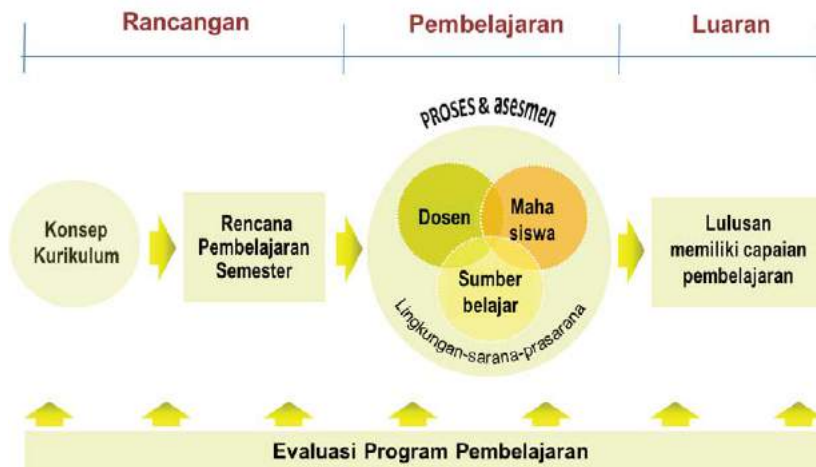 Rancangan
Pembelajaran
Luaran
PROSES & asesmen
Konsep
Kurikulum
Rencana
Pembelajaran
Semester
Dosen
Maha
siswa
Sumber
belajar
Lingkungan-sarana-prasarana
Lulusan
memiliki capaian
pembelajaran
Evaluasi Program Pembelajaran